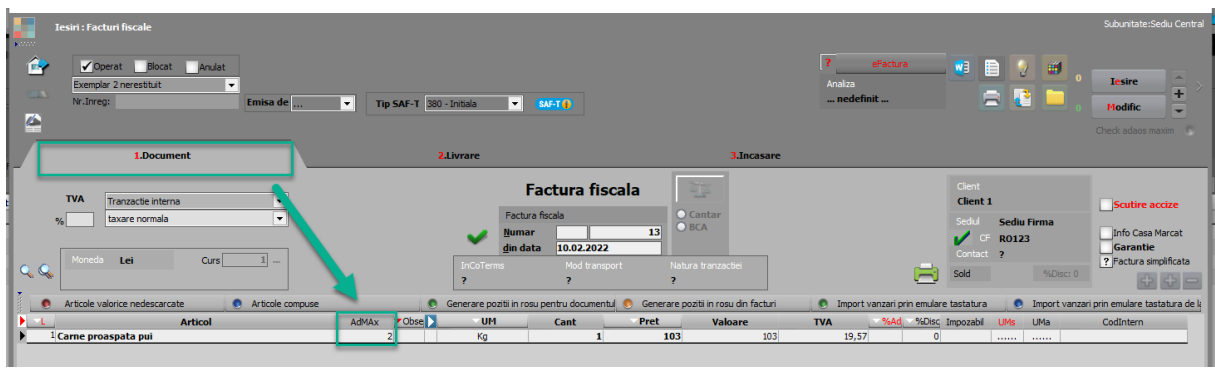 Iesiri : Facturi fiscale
Subunitate:Sediu Central
Operat Blocat Anulat
Exemplar 2 nerestituit
Nr.Inreg:
Emisa de ...
Tip SAF-T 380 - Initiala
SAF-T
? eFactura
Analiza
... nedefinit ...
0
0
Iesire
Modific
Check adaos maxim
1.Document
2.Livrare
3.Incasare
TVA Tranzactie interna
% taxare normala
Moneda Lei Curs 1 ...
Factura fiscala
Factura fiscala
Numar 13
din data 10.02.2022
Cantar
BCA
InCoTerms Mod transport Natura tranzactiei
? ? ?
Client
Client 1
Sediul Sediu Firma
CF RO123
Contact ?
Sold %Disc: 0
Scutire accize
Info Casa Marcat
Garantie
? Factura simplificata
Articole valorice nedescarcate
Articole compuse
Generare pozitii in rosu pentru documentul
Generare pozitii in rosu din facturi
Import vanzari prin emulare tastatura
Import vanzari prin emulare tastatura de la
L Articol AdMAx Obse UM Cant Pret Valoare TVA %Ad %Disc Impozabil UMs UMa CodIntern
1 Carne proaspata pui 2 Kg 1 103 103 19,57 0 ...... ......